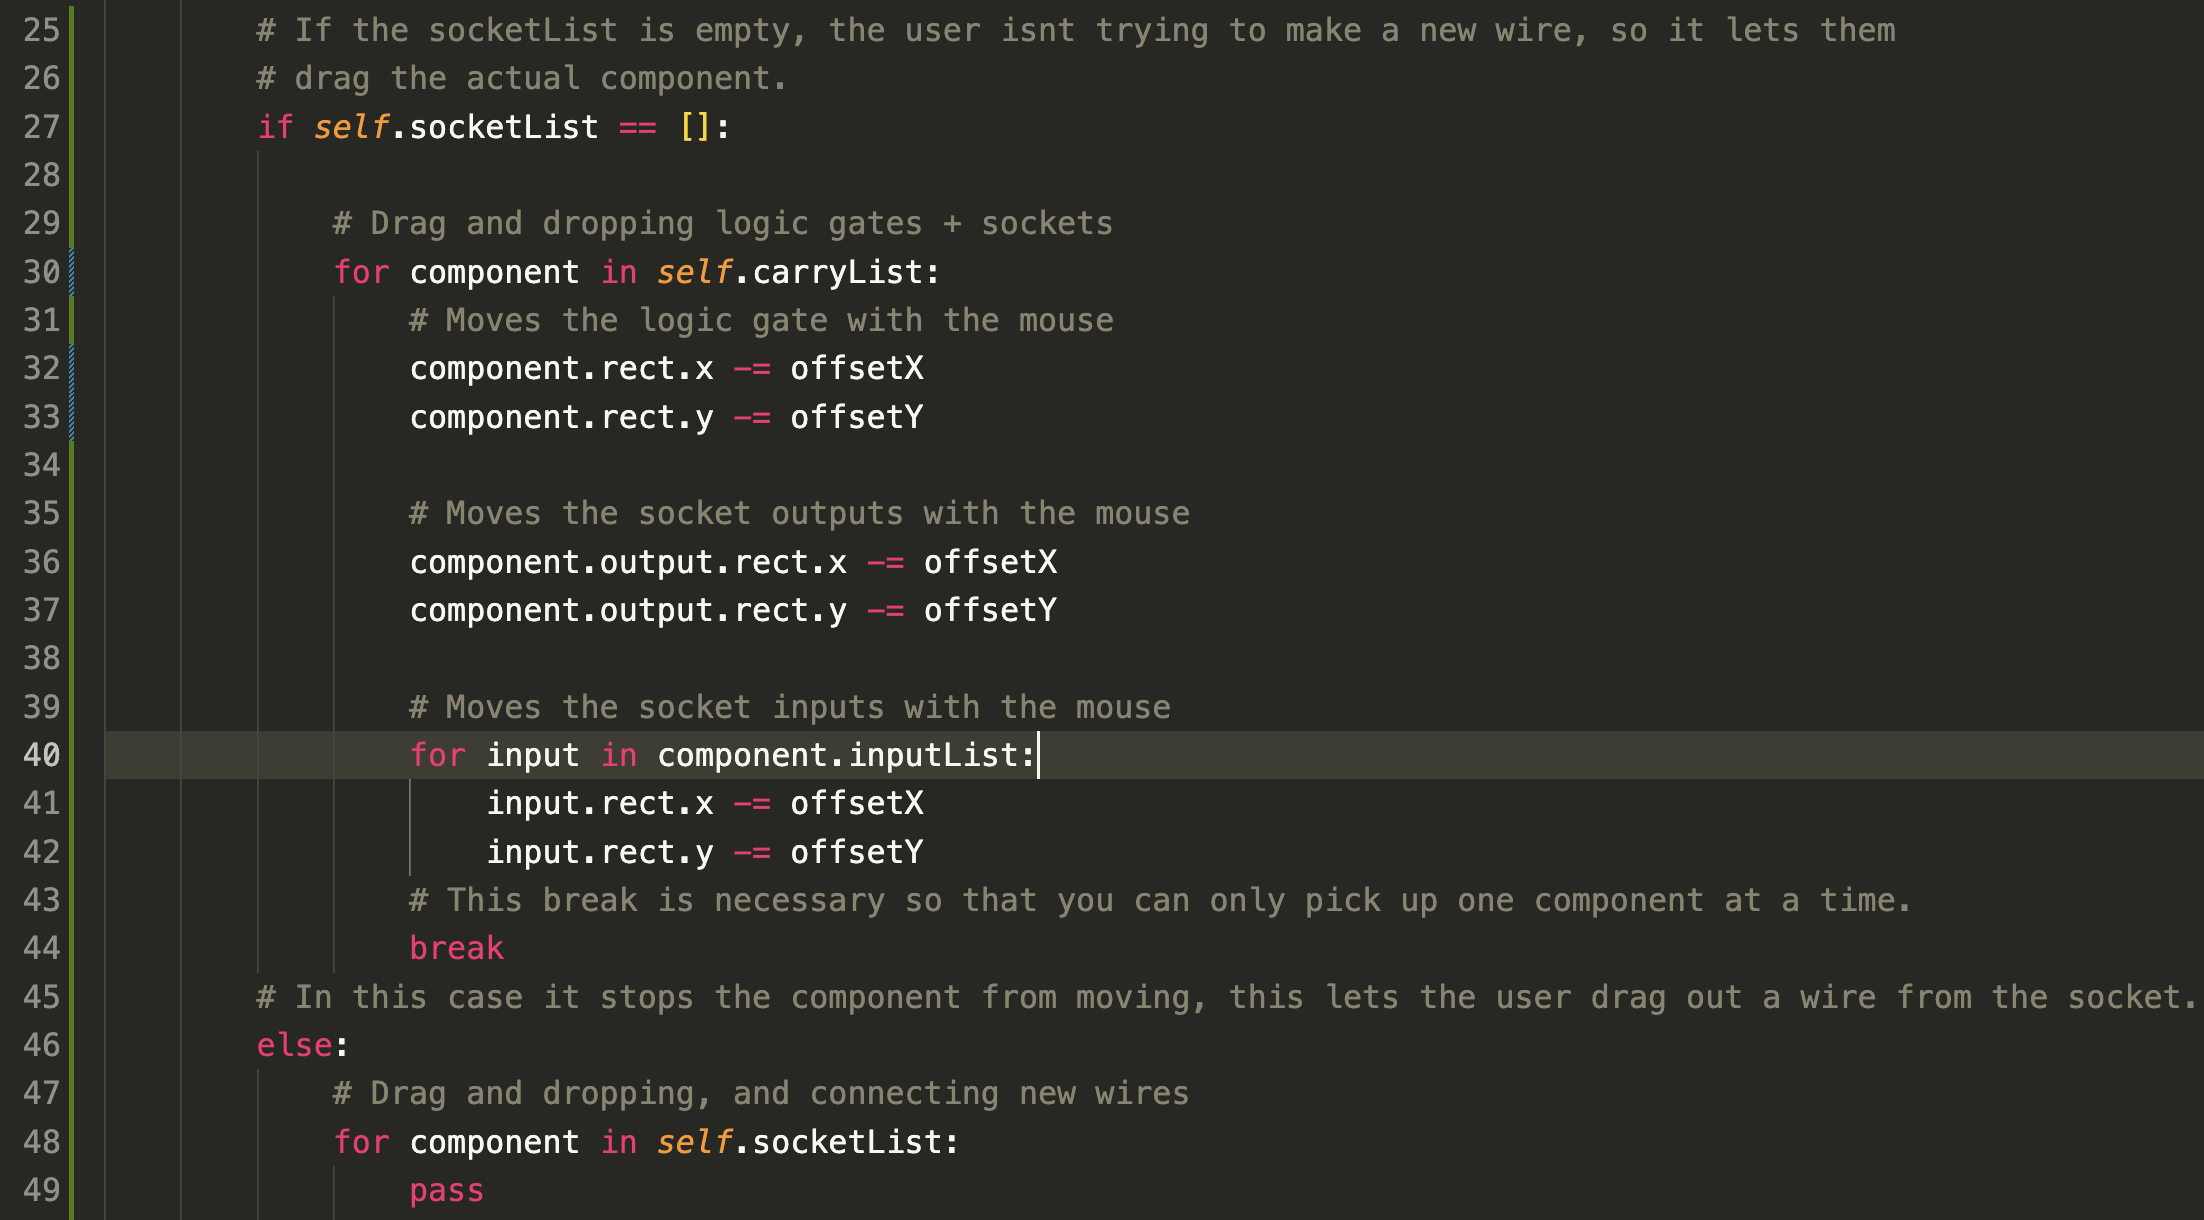 25 # If the socketList is empty, the user isnt trying to make a new wire, so it lets them
26 # drag the actual component.
27 if self.socketList == []:
28
29 # Drag and dropping logic gates + sockets
30 for component in self.carryList:
31 # Moves the logic gate with the mouse
32 component.rect.x -= offsetX
33 component.rect.y -= offsetY
34
35 # Moves the socket outputs with the mouse
36 component.output.rect.x -= offsetX
37 component.output.rect.y -= offsetY
38
39 # Moves the socket inputs with the mouse
40 for input in component.inputList:
41 input.rect.x -= offsetX
42 input.rect.y -= offsetY
43 # This break is necessary so that you can only pick up one component at a time.
44 break
45 # In this case it stops the component from moving, this lets the user drag out a wire from the socket.
46 else:
47 # Drag and dropping, and connecting new wires
48 for component in self.socketList:
49 pass